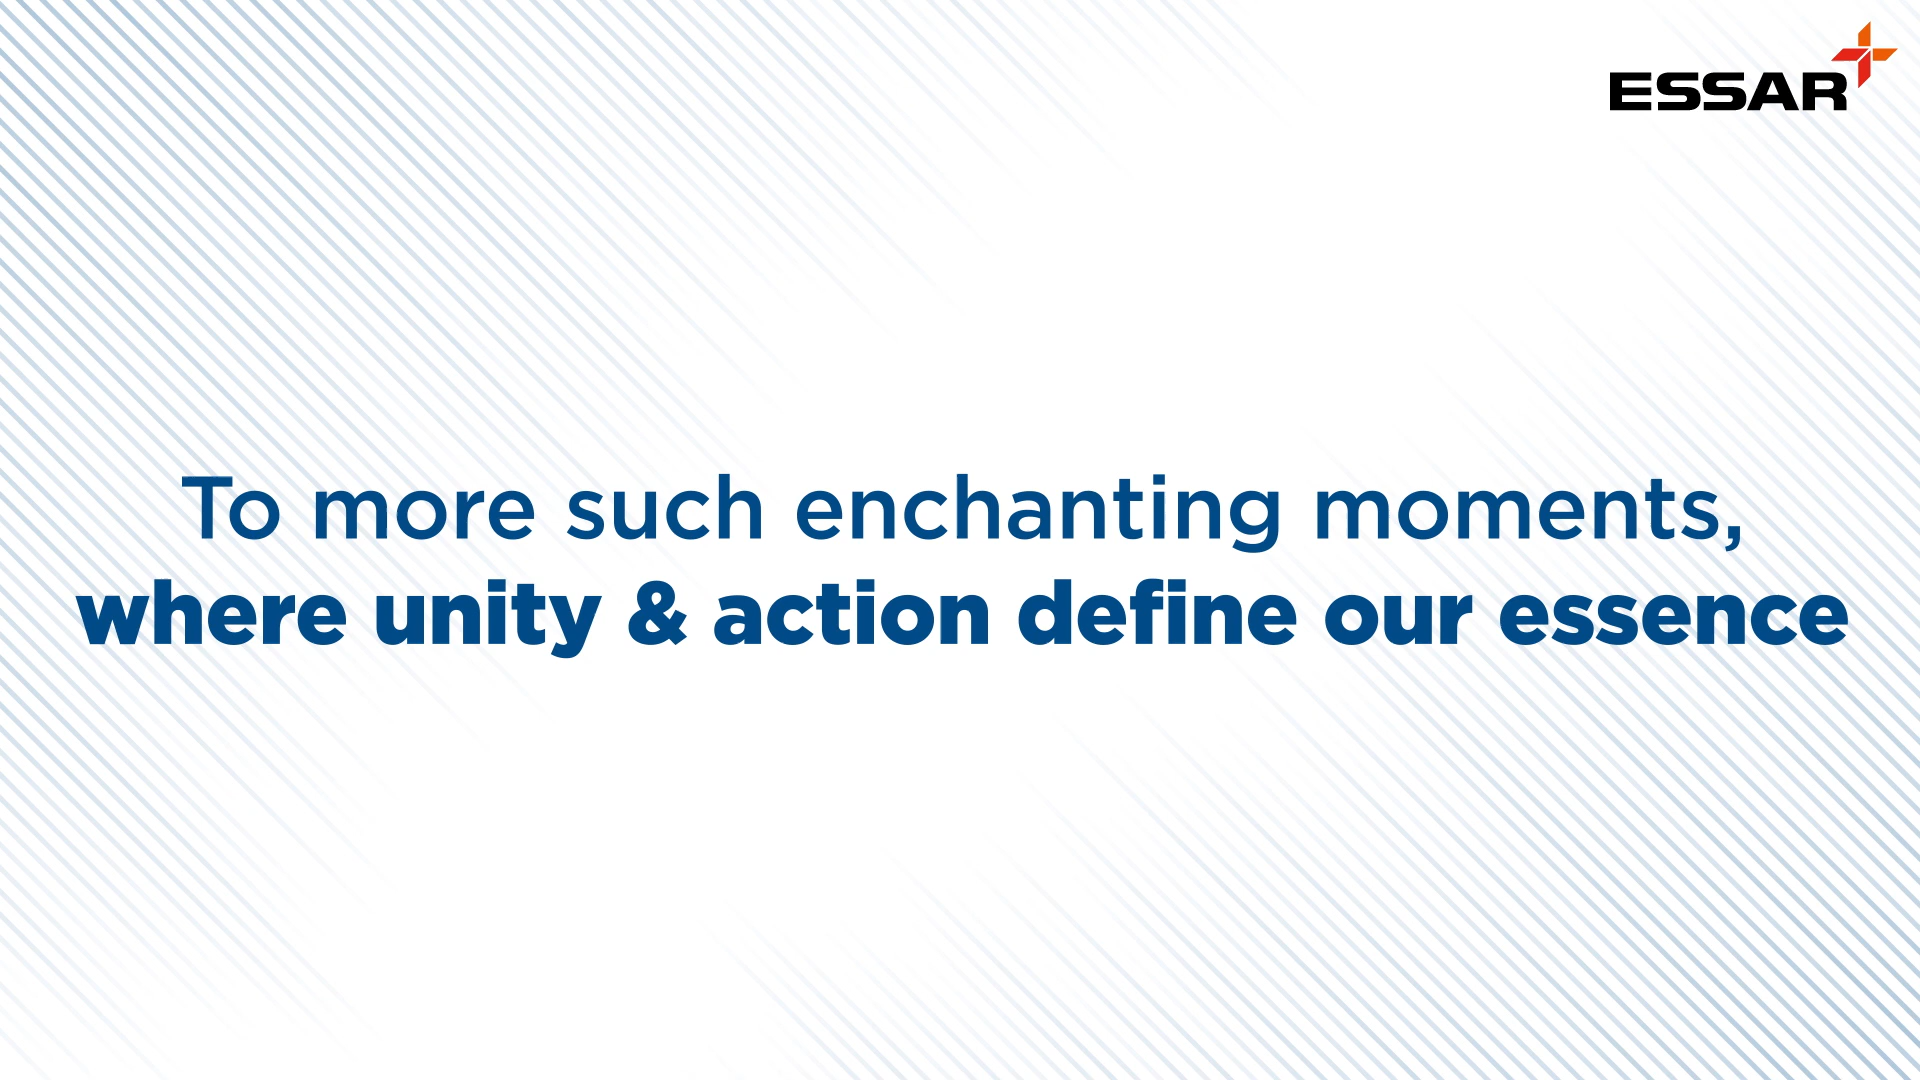 ESSAR
To more such enchanting moments,
where unity & action define our essence